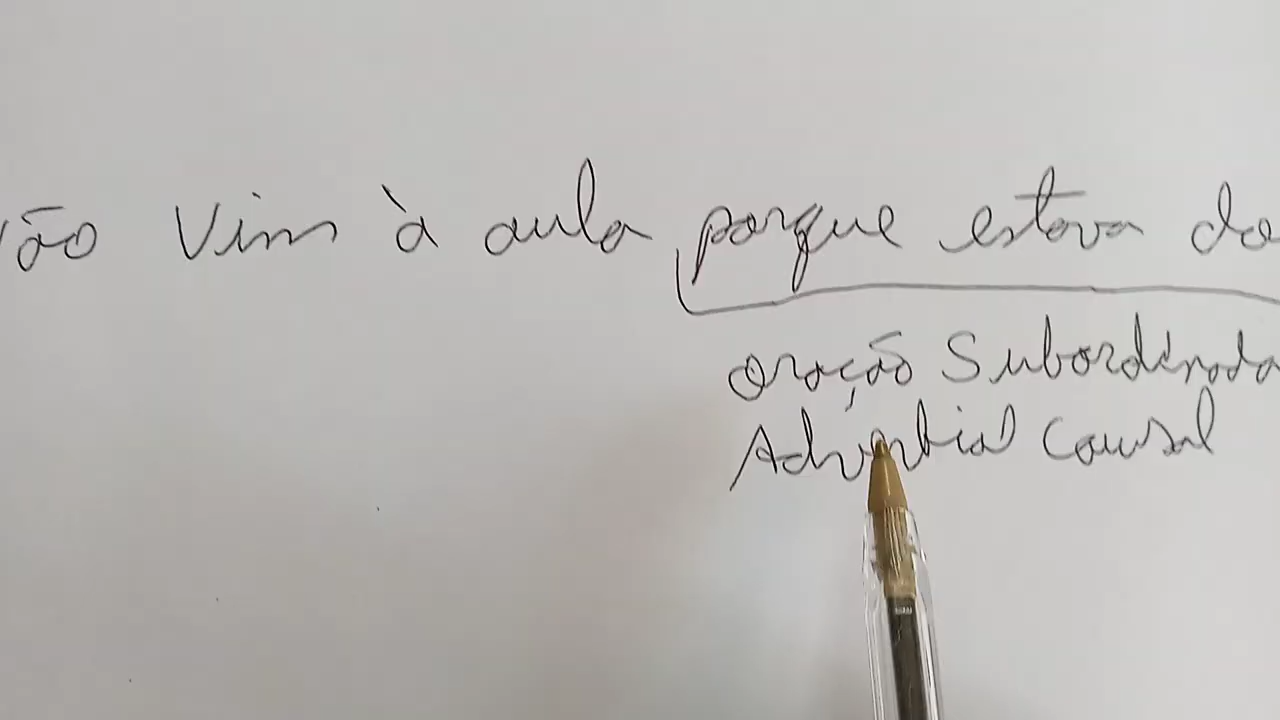 ão Vim à aula porque estava do
oração Subordinada
Adverbial Causal